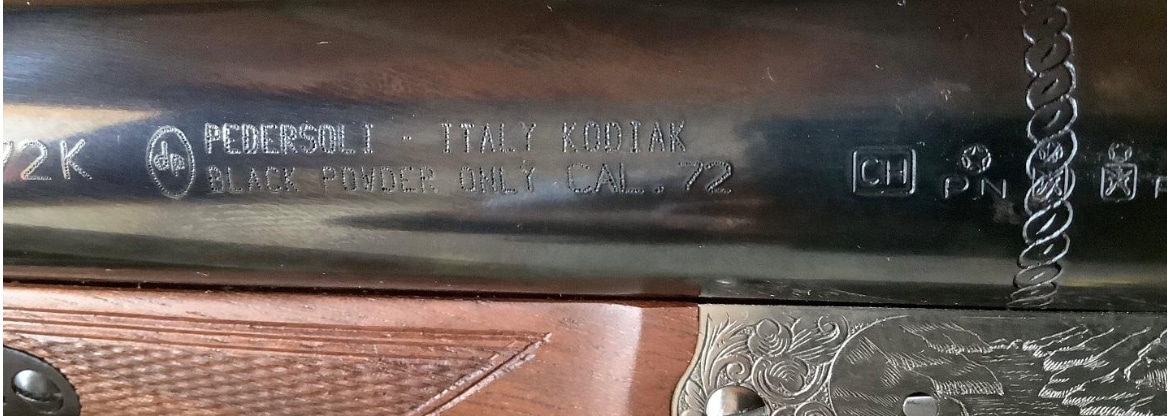 72K
dp
PEDERSOLI - ITALY KODIAK
BLACK POWDER ONLY CAL. 72
CH
PN